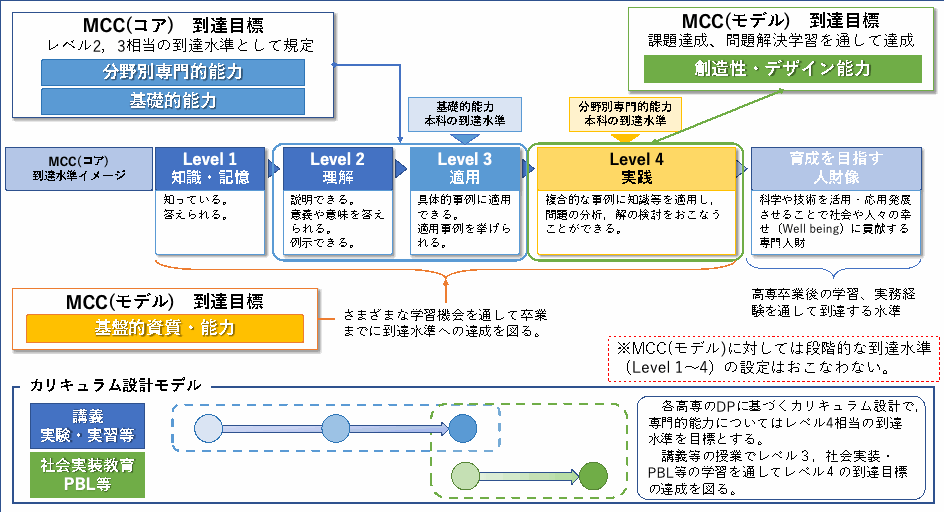 MCC(コア)　到達目標
レベル2，3相当の到達水準として規定
分野別専門的能力
基礎的能力
MCC(モデル)　到達目標
課題達成、問題解決学習を通して達成
創造性・デザイン能力
基礎的能力
本科の到達水準
分野別専門的能力
本科の到達水準
MCC(コア)
到達水準イメージ
Level 1
知識・記憶
知っている。
答えられる。
Level 2
理解
説明できる。
意義や意味を答え
られる。
例示できる。
Level 3
適用
具体的事例に適用
できる。
適用事例を挙げら
れる。
Level 4
実践
複合的な事例に知識等を適用し，
問題の分析，解の検討をおこなう
ことができる。
育成を目指す
人財像
科学や技術を活用・応用発展
させることで社会や人々の幸
せ（Well being）に貢献する
専門人財
MCC(モデル)　到達目標
基盤的資質・能力
さまざまな学習機会を通して卒業
までに到達水準への達成を図る。
高専卒業後の学習、実務経
験を通して到達する水準
※MCC(モデル)に対しては段階的な到達水準
（Level 1～4）の設定はおこなわない。
カリキュラム設計モデル
講義
実験・実習等
社会実装教育
PBL等
各高専のDPに基づくカリキュラム設計で，
専門的能力についてはレベル4相当の到達
水準を目標とする。
講義等の授業でレベル３，社会実装・
PBL等の学習を通してレベル４の到達目標
の達成を図る。